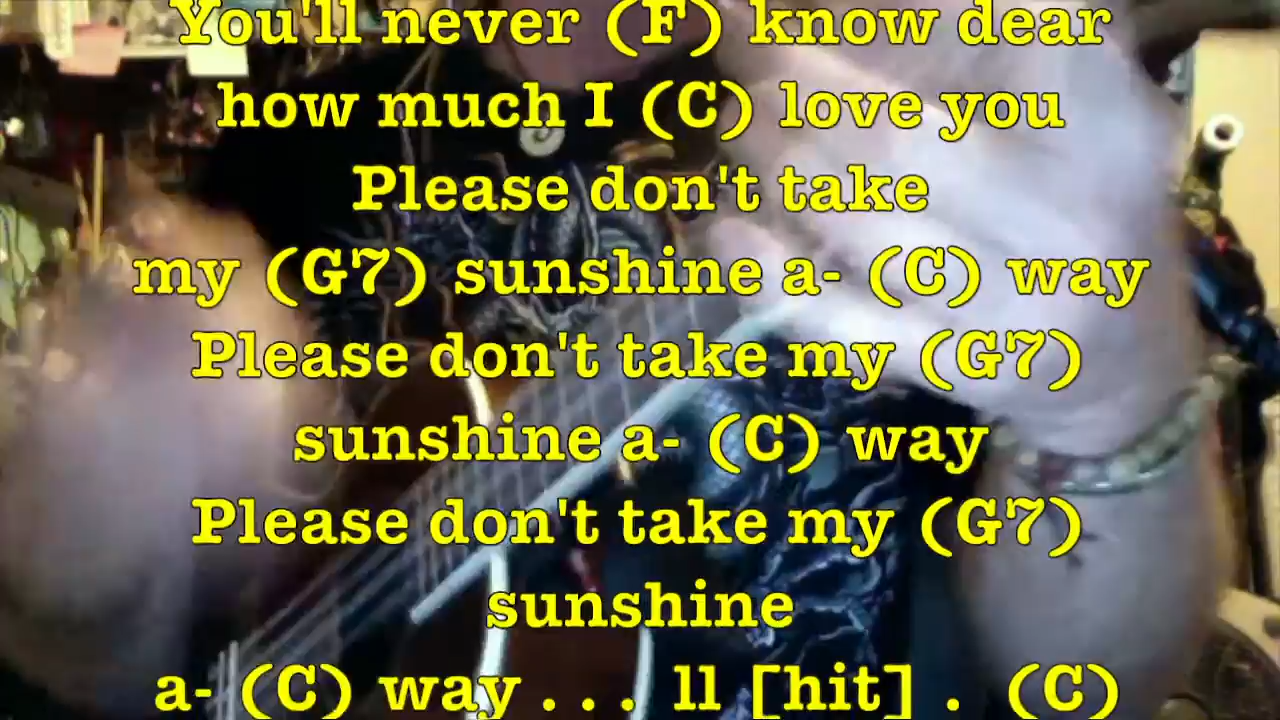 You'll never (F) know dear
how much I (C) love you
Please don't take
my (G7) sunshine a- (C) way
Please don't take my (G7)
sunshine a- (C) way
Please don't take my (G7)
sunshine
a- (C) way . . . ll [hit] . (C)